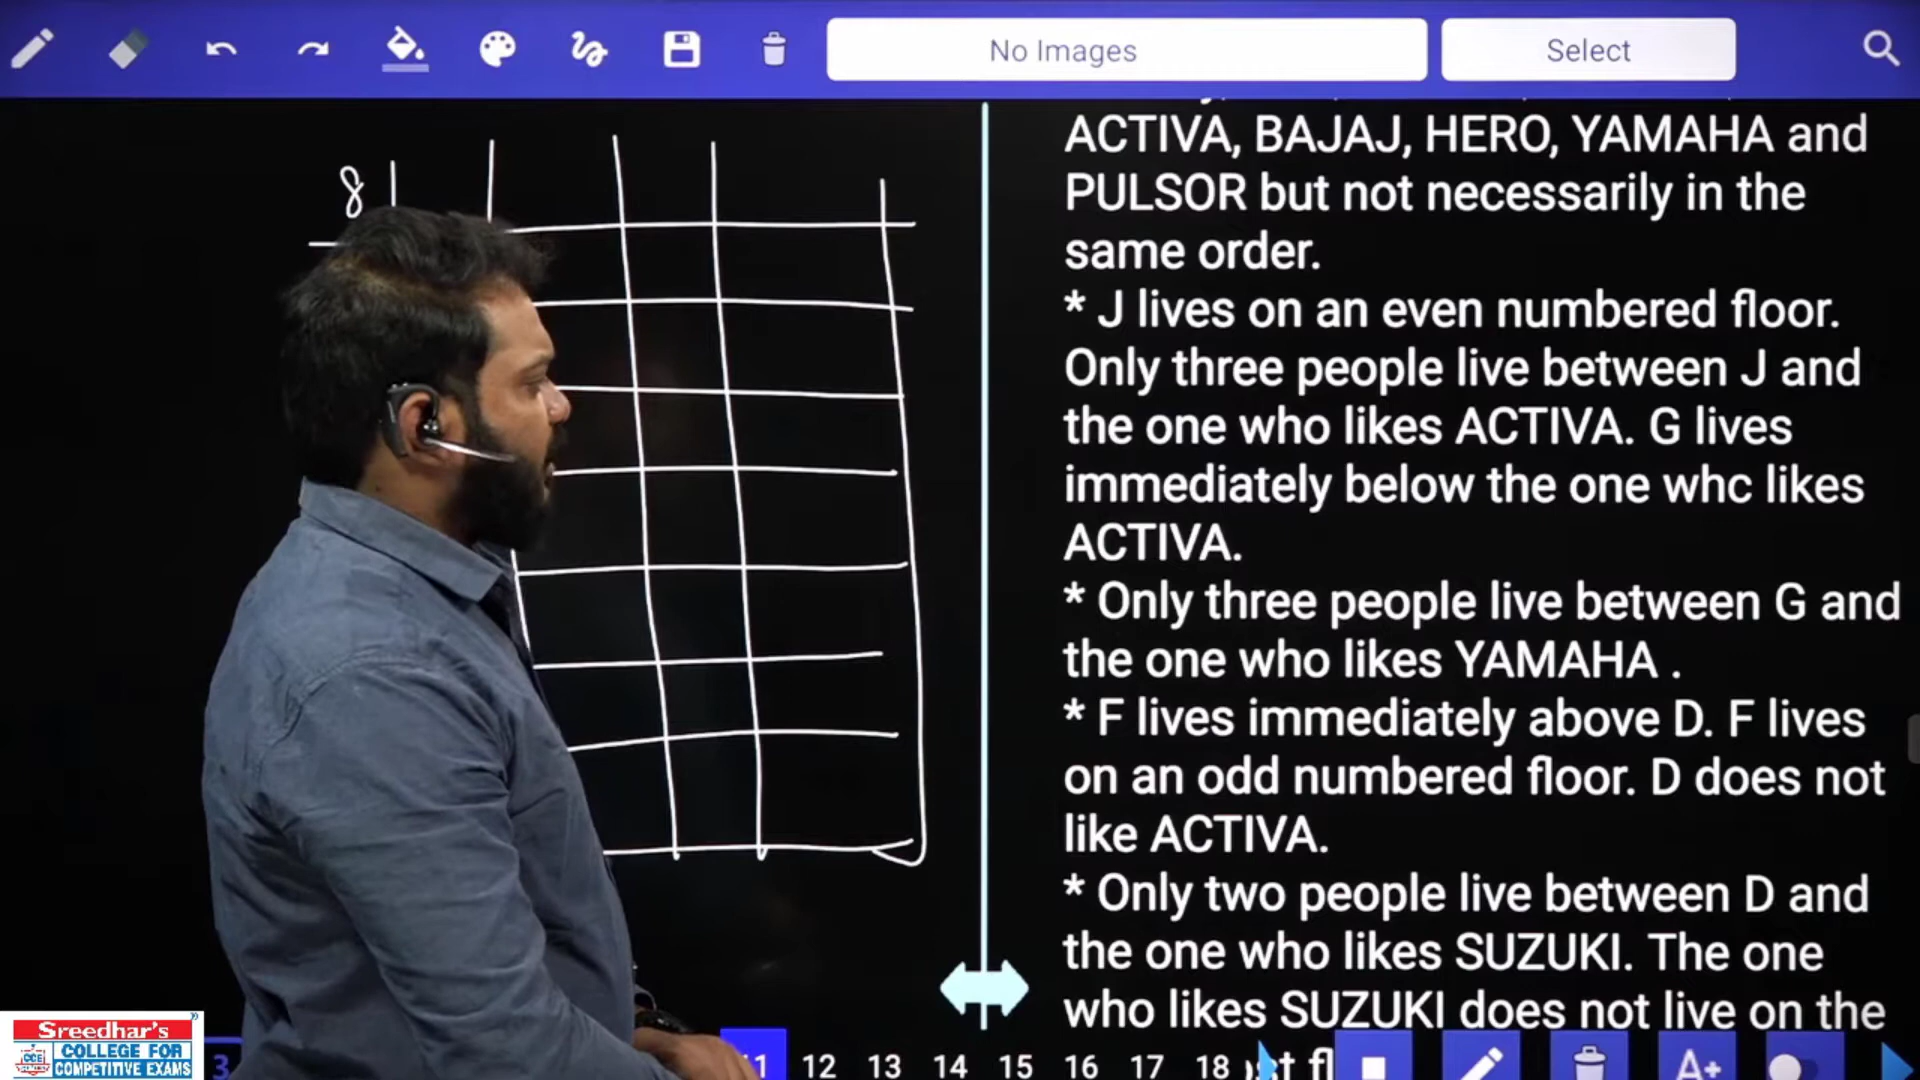 No Images
Select
8
ACTIVA, BAJAJ, HERO, YAMAHA and
PULSOR but not necessarily in the
same order.
* J lives on an even numbered floor.
Only three people live between J and
the one who likes ACTIVA. G lives
immediately below the one whc likes
ACTIVA.
* Only three people live between G and
the one who likes YAMAHA .
* F lives immediately above D. F lives
on an odd numbered floor. D does not
like ACTIVA.
* Only two people live between D and
the one who likes SUZUKI. The one
who likes SUZUKI does not live on the
3 11 12 13 14 15 16 17 18
A+
Sreedhar's
CCE
COLLEGE FOR
COMPETITIVE EXAMS